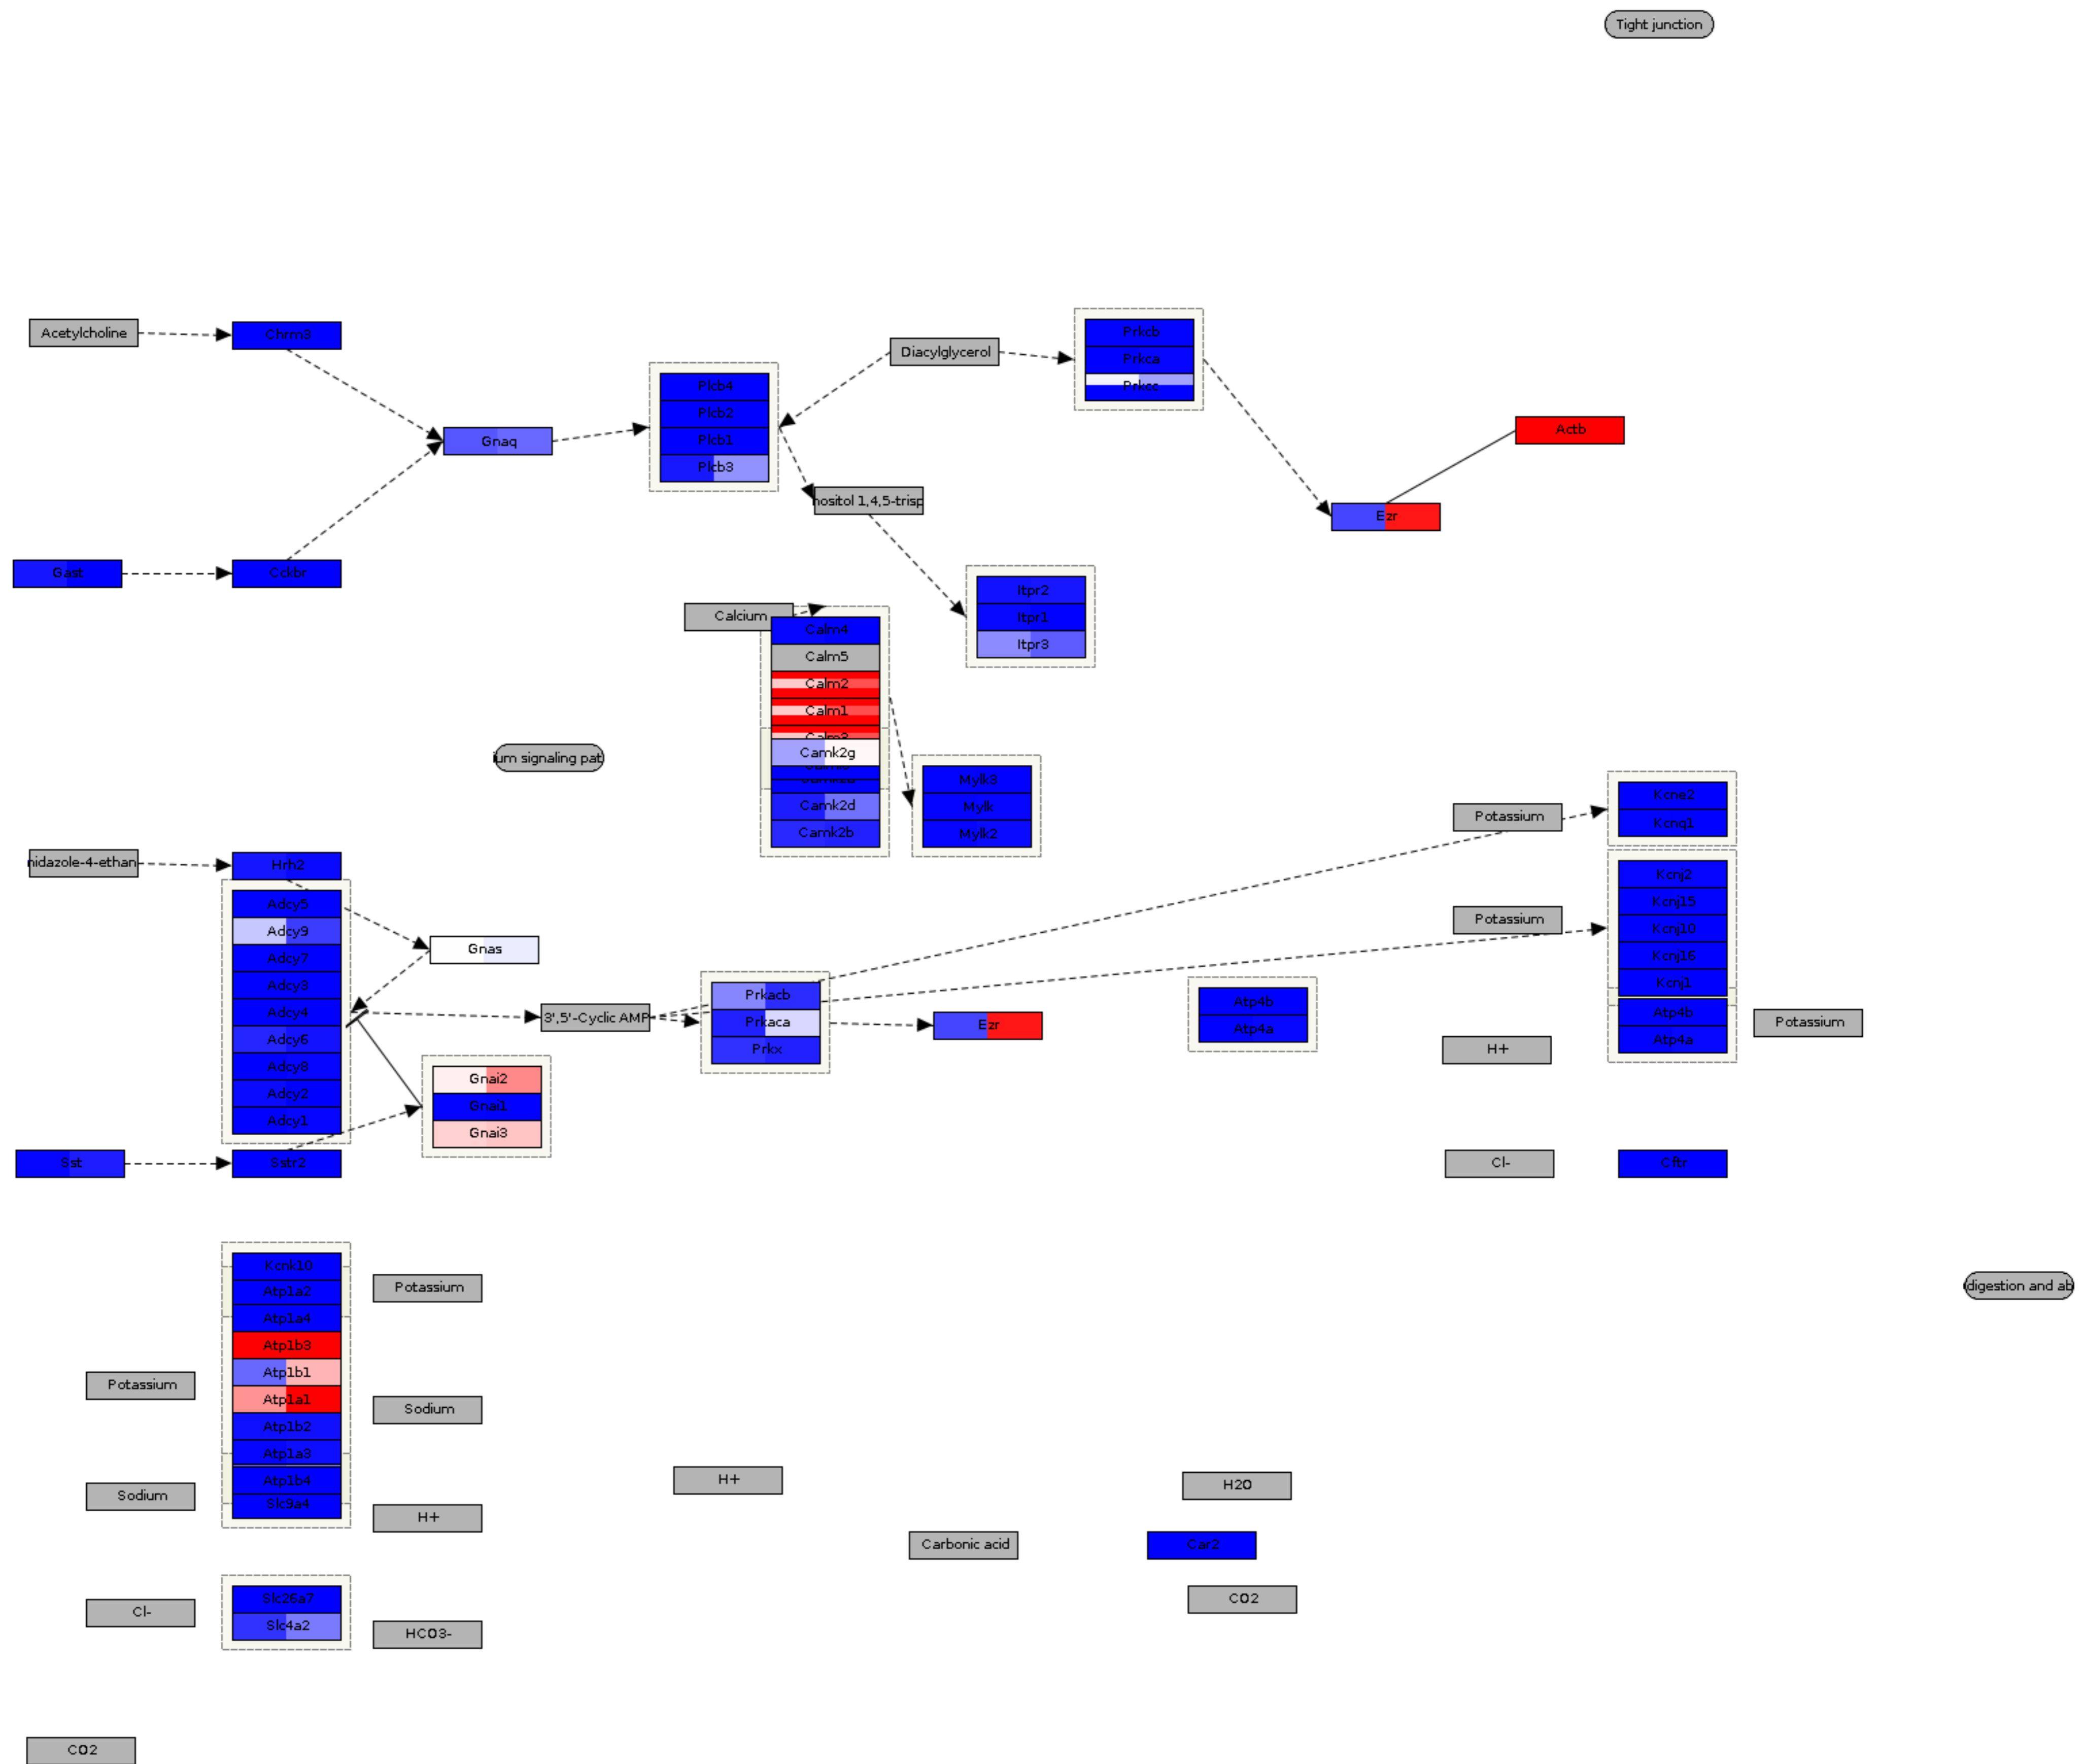 Tight junction
Acetylcholine
Chrm3
Diacylglycerol
Prkcb
Prkca
Prkcc
Plcb4
Plcb2
Plcb1
Plcb3
Gnaq
Actb
nositol 1,4,5-trisp
Ezr
Gast
Cckbr
Itpr2
Itpr1
Itpr3
Calcium
Calm4
Calm5
Calm2
Calm1
Calm3
Camk2g
Camk2d
Camk2b
ium signaling pat
Mylk3
Mylk
Mylk2
Potassium
Kcne2
Kcnq1
nidazole-4-ethan
Hrh2
Adcy5
Adcy9
Adcy7
Adcy3
Adcy4
Adcy6
Adcy8
Adcy2
Adcy1
Gnas
Potassium
Kcnj2
Kcnj15
Kcnj10
Kcnj16
Kcnj1
Atp4b
Atp4a
3',5'-Cyclic AMP
Prkacb
Prkaca
Prkx
Ezr
Atp4b
Atp4a
Potassium
H+
Gnai2
Gnai1
Gnai3
Sst
Sstr2
Cl-
Cftr
Kcnk10
Atp1a2
Atp1a4
Atp1b3
Atp1b1
Atp1a1
Atp1b2
Atp1a3
Atp1b4
Slc9a4
Potassium
digestion and ab
Potassium
Sodium
Sodium
H+
H+
H2O
Carbonic acid
Car2
CO2
Cl-
Slc26a7
Slc4a2
HCO3-
CO2